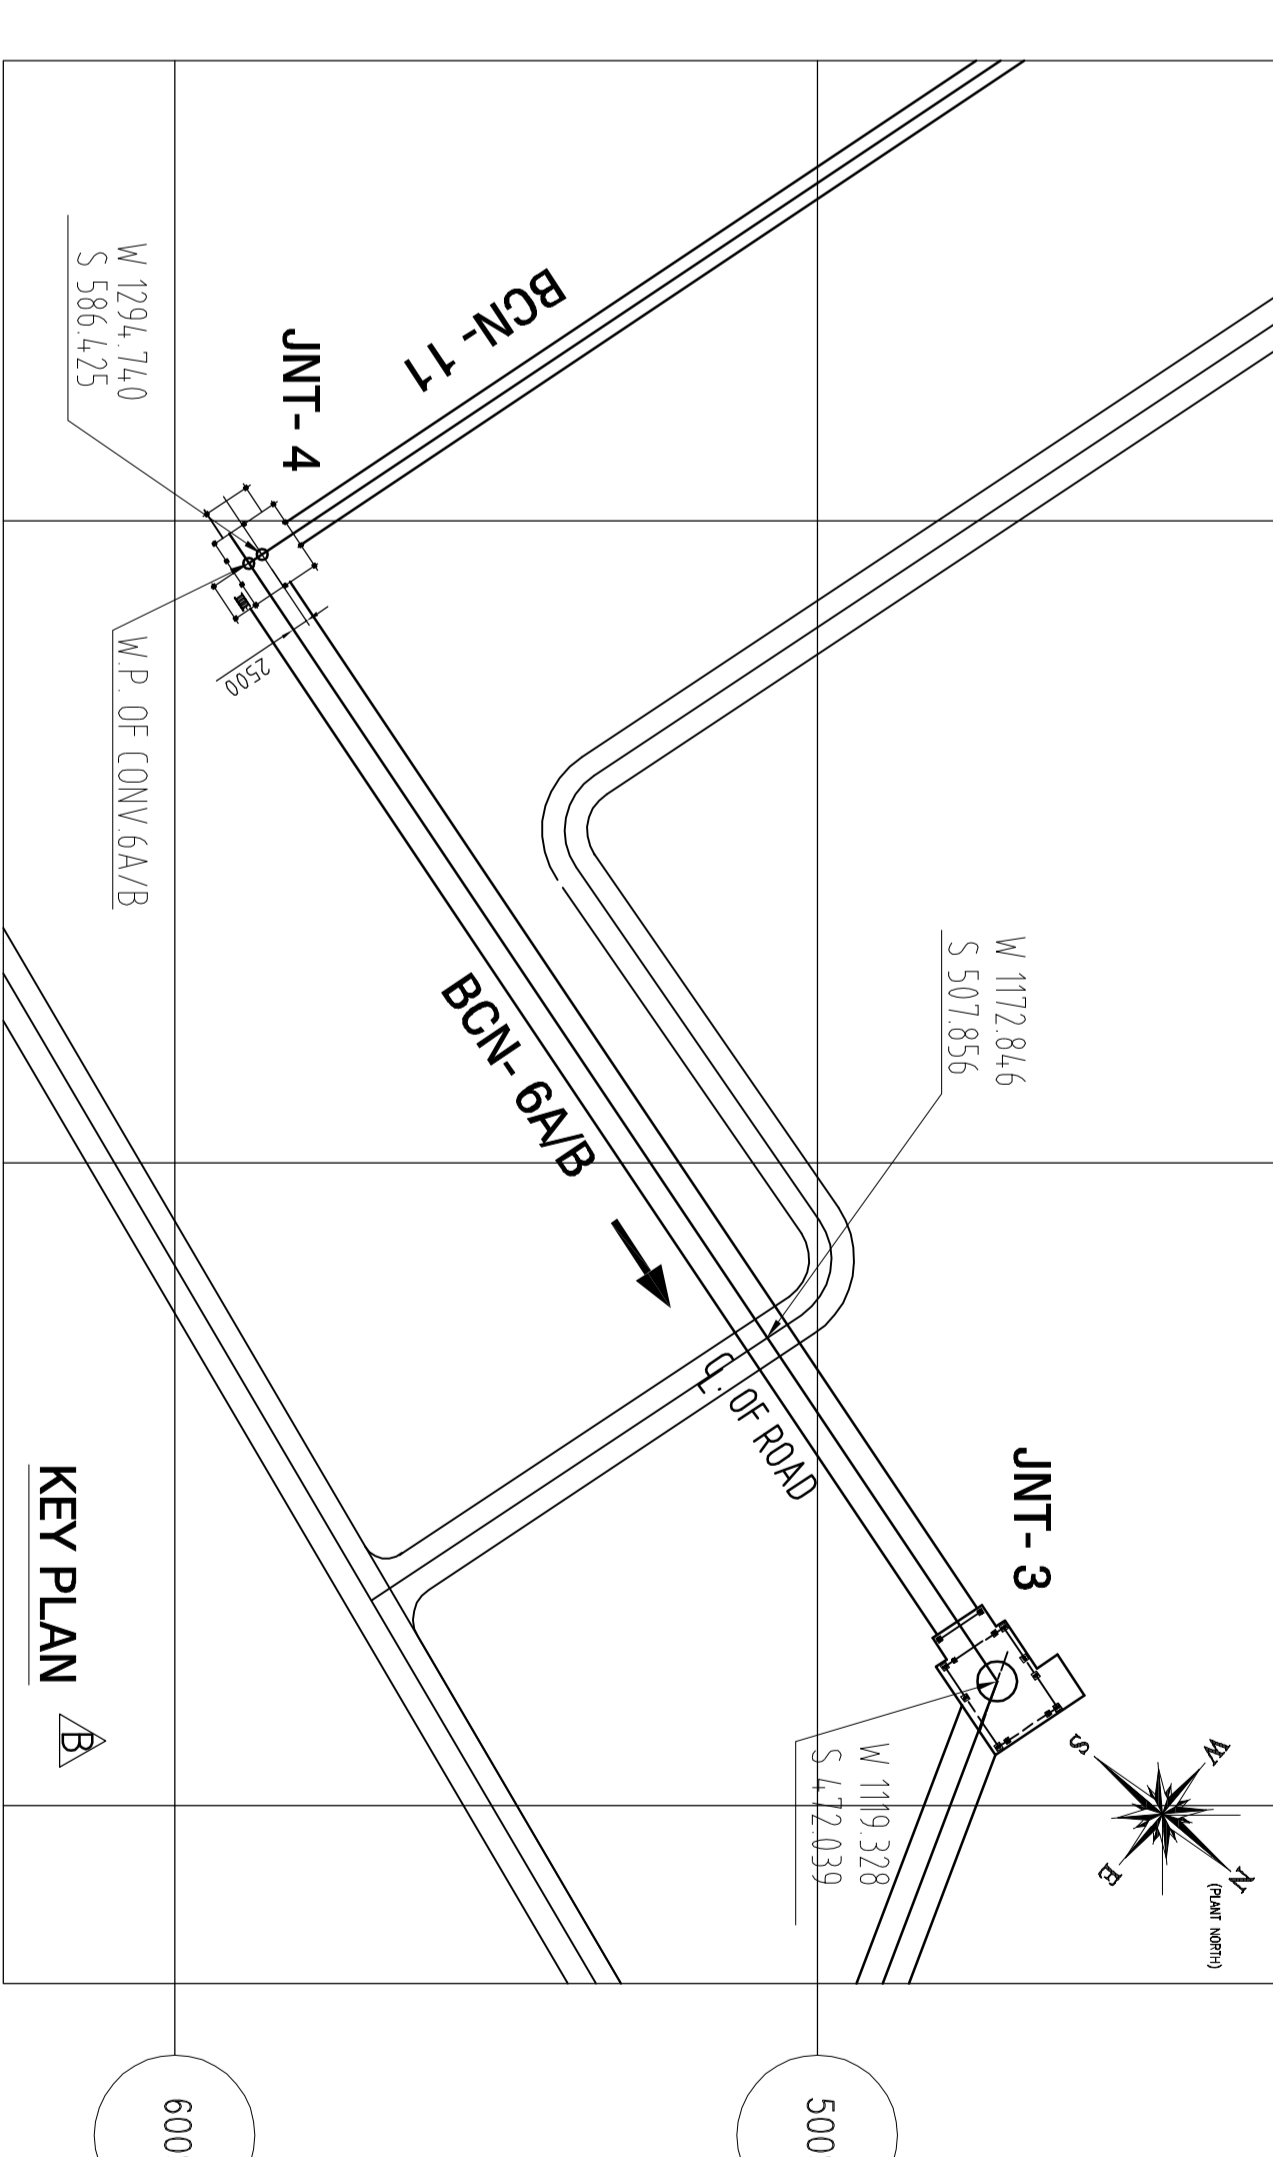 BCN-11
JNT-4
W 1294.740
S 586.425
2500
W.P. OF CONV.6A/B
W 1172.846
S 507.856
BCN-6A/B
℄. OF ROAD
JNT-3
W 1119.328
S 472.039
W
S
N
E
(PLANT NORTH)
KEY PLAN
B
600
500